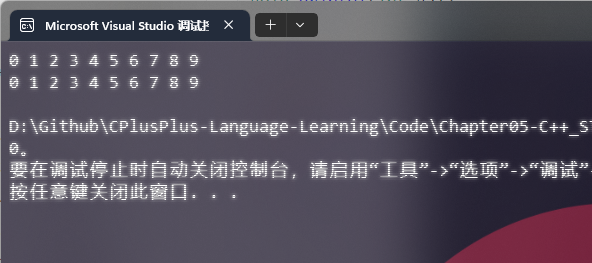 Microsoft Visual Studio 调试
0 1 2 3 4 5 6 7 8 9
0 1 2 3 4 5 6 7 8 9
D:\Github\CPlusPlus-Language-Learning\Code\Chapter05-C++_S
0。
要在调试停止时自动关闭控制台，请启用“工具”->“选项”->“调试”-
按任意键关闭此窗口. . .